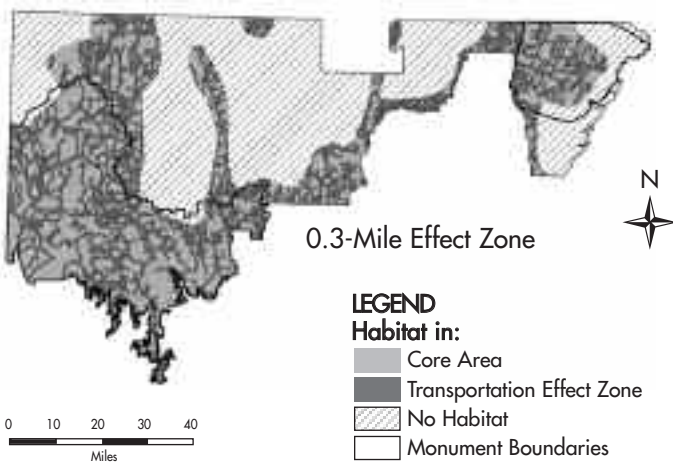 N
0.3-Mile Effect Zone
LEGEND
Habitat in:
Core Area
Transportation Effect Zone
No Habitat
Monument Boundaries
0 10 20 30 40
Miles